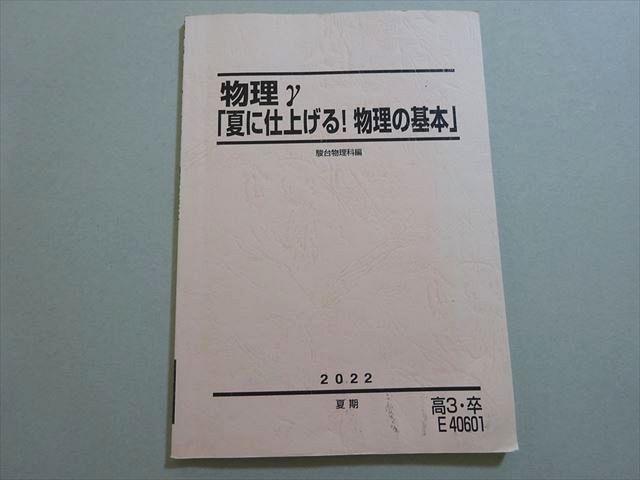 物理γ
「夏に仕上げる！物理の基本」
駿台物理科編
2022
夏期
高3・卒
E40601